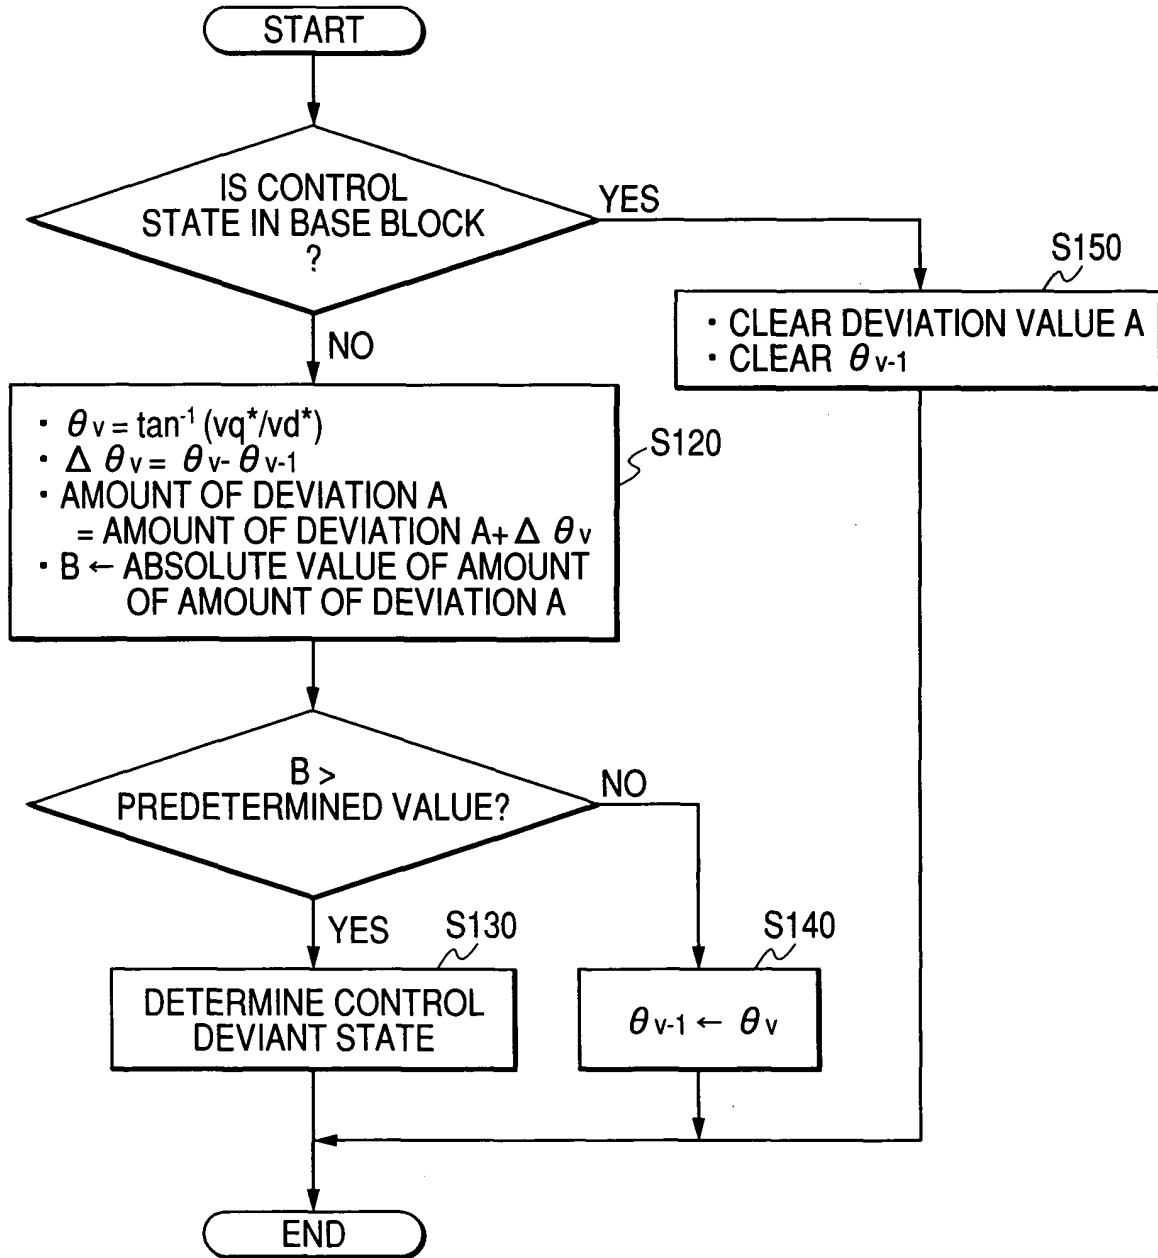 START
IS CONTROL
STATE IN BASE BLOCK
?
YES
NO
S150
・CLEAR DEVIATION VALUE A
・CLEAR θv-1
S120
・θv = tan-1 (vq*/vd*)
・Δ θv = θv- θv-1
・AMOUNT OF DEVIATION A
= AMOUNT OF DEVIATION A+ Δ θv
・B ← ABSOLUTE VALUE OF AMOUNT
OF AMOUNT OF DEVIATION A
B >
PREDETERMINED VALUE?
NO
YES
S130
DETERMINE CONTROL
DEVIANT STATE
S140
θv-1 ← θv
END